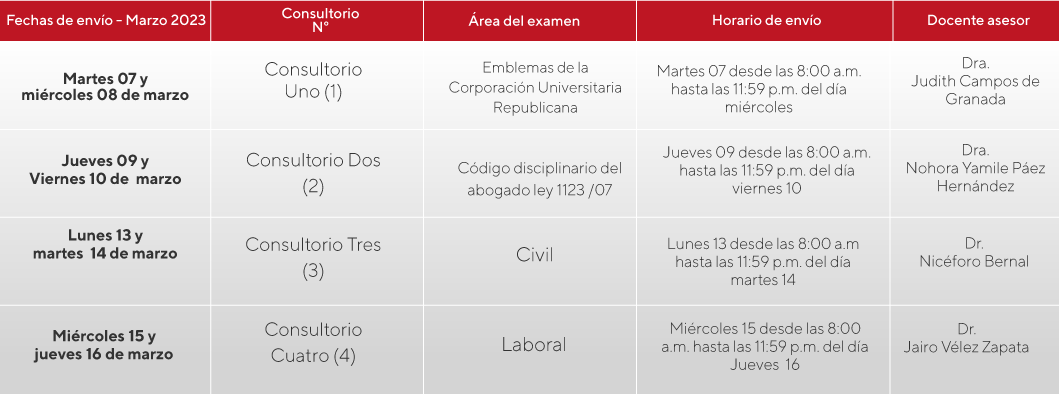 Fechas de envío - Marzo 2023
Consultorio
N°
Área del examen
Horario de envío
Docente asesor
Martes 07 y
miércoles 08 de marzo
Consultorio
Uno (1)
Emblemas de la
Corporación Universitaria
Republicana
Martes 07 desde las 8:00 a.m.
hasta las 11:59 p.m. del día
miércoles
Dra.
Judith Campos de
Granada
Jueves 09 y
Viernes 10 de marzo
Consultorio Dos
(2)
Código disciplinario del
abogado ley 1123 /07
Jueves 09 desde las 8:00 a.m.
hasta las 11:59 p.m. del día
viernes 10
Dra.
Nohora Yamile Páez
Hernández
Lunes 13 y
martes 14 de marzo
Consultorio Tres
(3)
Civil
Lunes 13 desde las 8:00 a.m
hasta las 11:59 p.m. del día
martes 14
Dr.
Nicéforo Bernal
Miércoles 15 y
jueves 16 de marzo
Consultorio
Cuatro (4)
Laboral
Miércoles 15 desde las 8:00
a.m. hasta las 11:59 p.m. del día
Jueves 16
Dr.
Jairo Vélez Zapata